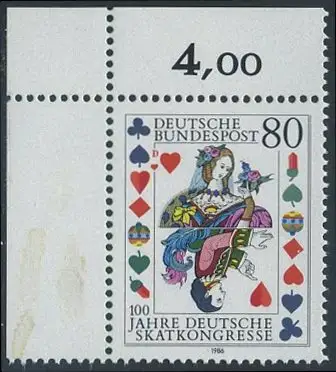 4,00
DEUTSCHE
BUNDESPOST 80
D
100
JAHRE DEUTSCHE
SKATKONGRESSE
1986